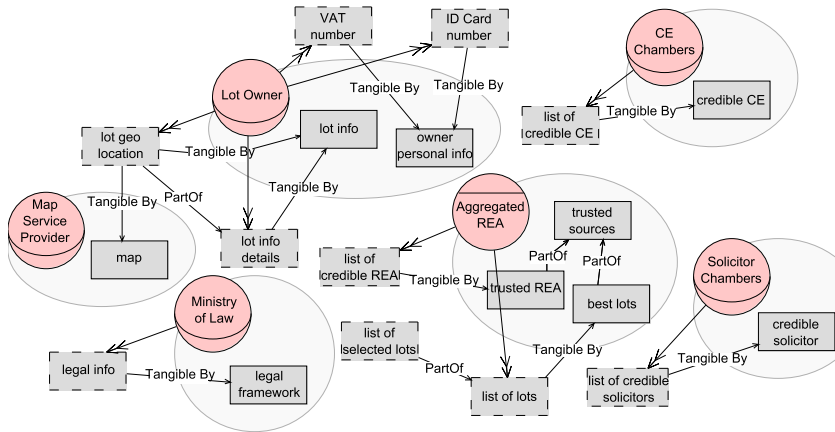 VAT
number
ID Card
number
CE
Chambers
Lot Owner
Tangible By
Tangible By
credible CE
list of
credible CE
Tangible By
lot info
owner
personal info
lot geo
location
Tangible By
Tangible By
PartOf
Tangible By
Map
Service
Provider
map
lot info
details
Aggregated
REA
trusted
sources
list of
credible REA
Tangible By
PartOf
PartOf
trusted REA
best lots
Solicitor
Chambers
credible
solicitor
Ministry
of Law
legal info
Tangible By
legal
framework
list of
selected lots
PartOf
Tangible By
list of lots
list of credible
solicitors
Tangible By